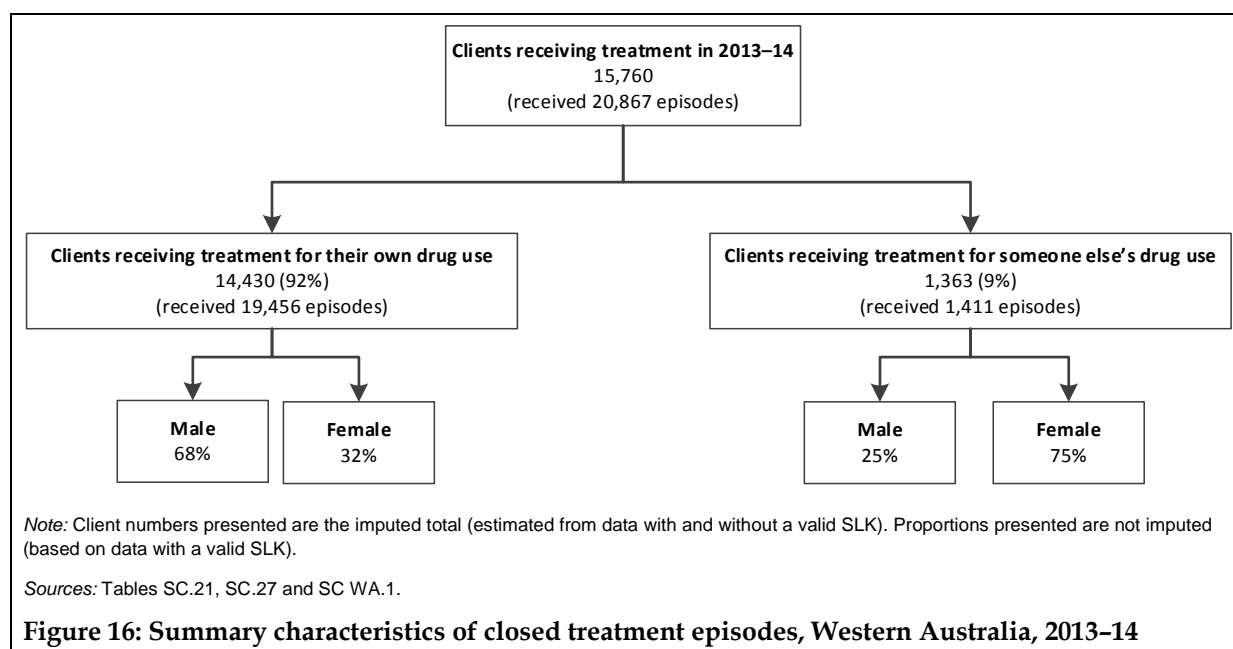 Clients receiving treatment in 2013–14
15,760
(received 20,867 episodes)
Clients receiving treatment for their own drug use
14,430 (92%)
(received 19,456 episodes)
Clients receiving treatment for someone else’s drug use
1,363 (9%)
(received 1,411 episodes)
Male
68%
Female
32%
Male
25%
Female
75%
Note: Client numbers presented are the imputed total (estimated from data with and without a valid SLK). Proportions presented are not imputed
(based on data with a valid SLK).
Sources: Tables SC.21, SC.27 and SC WA.1.
Figure 16: Summary characteristics of closed treatment episodes, Western Australia, 2013–14